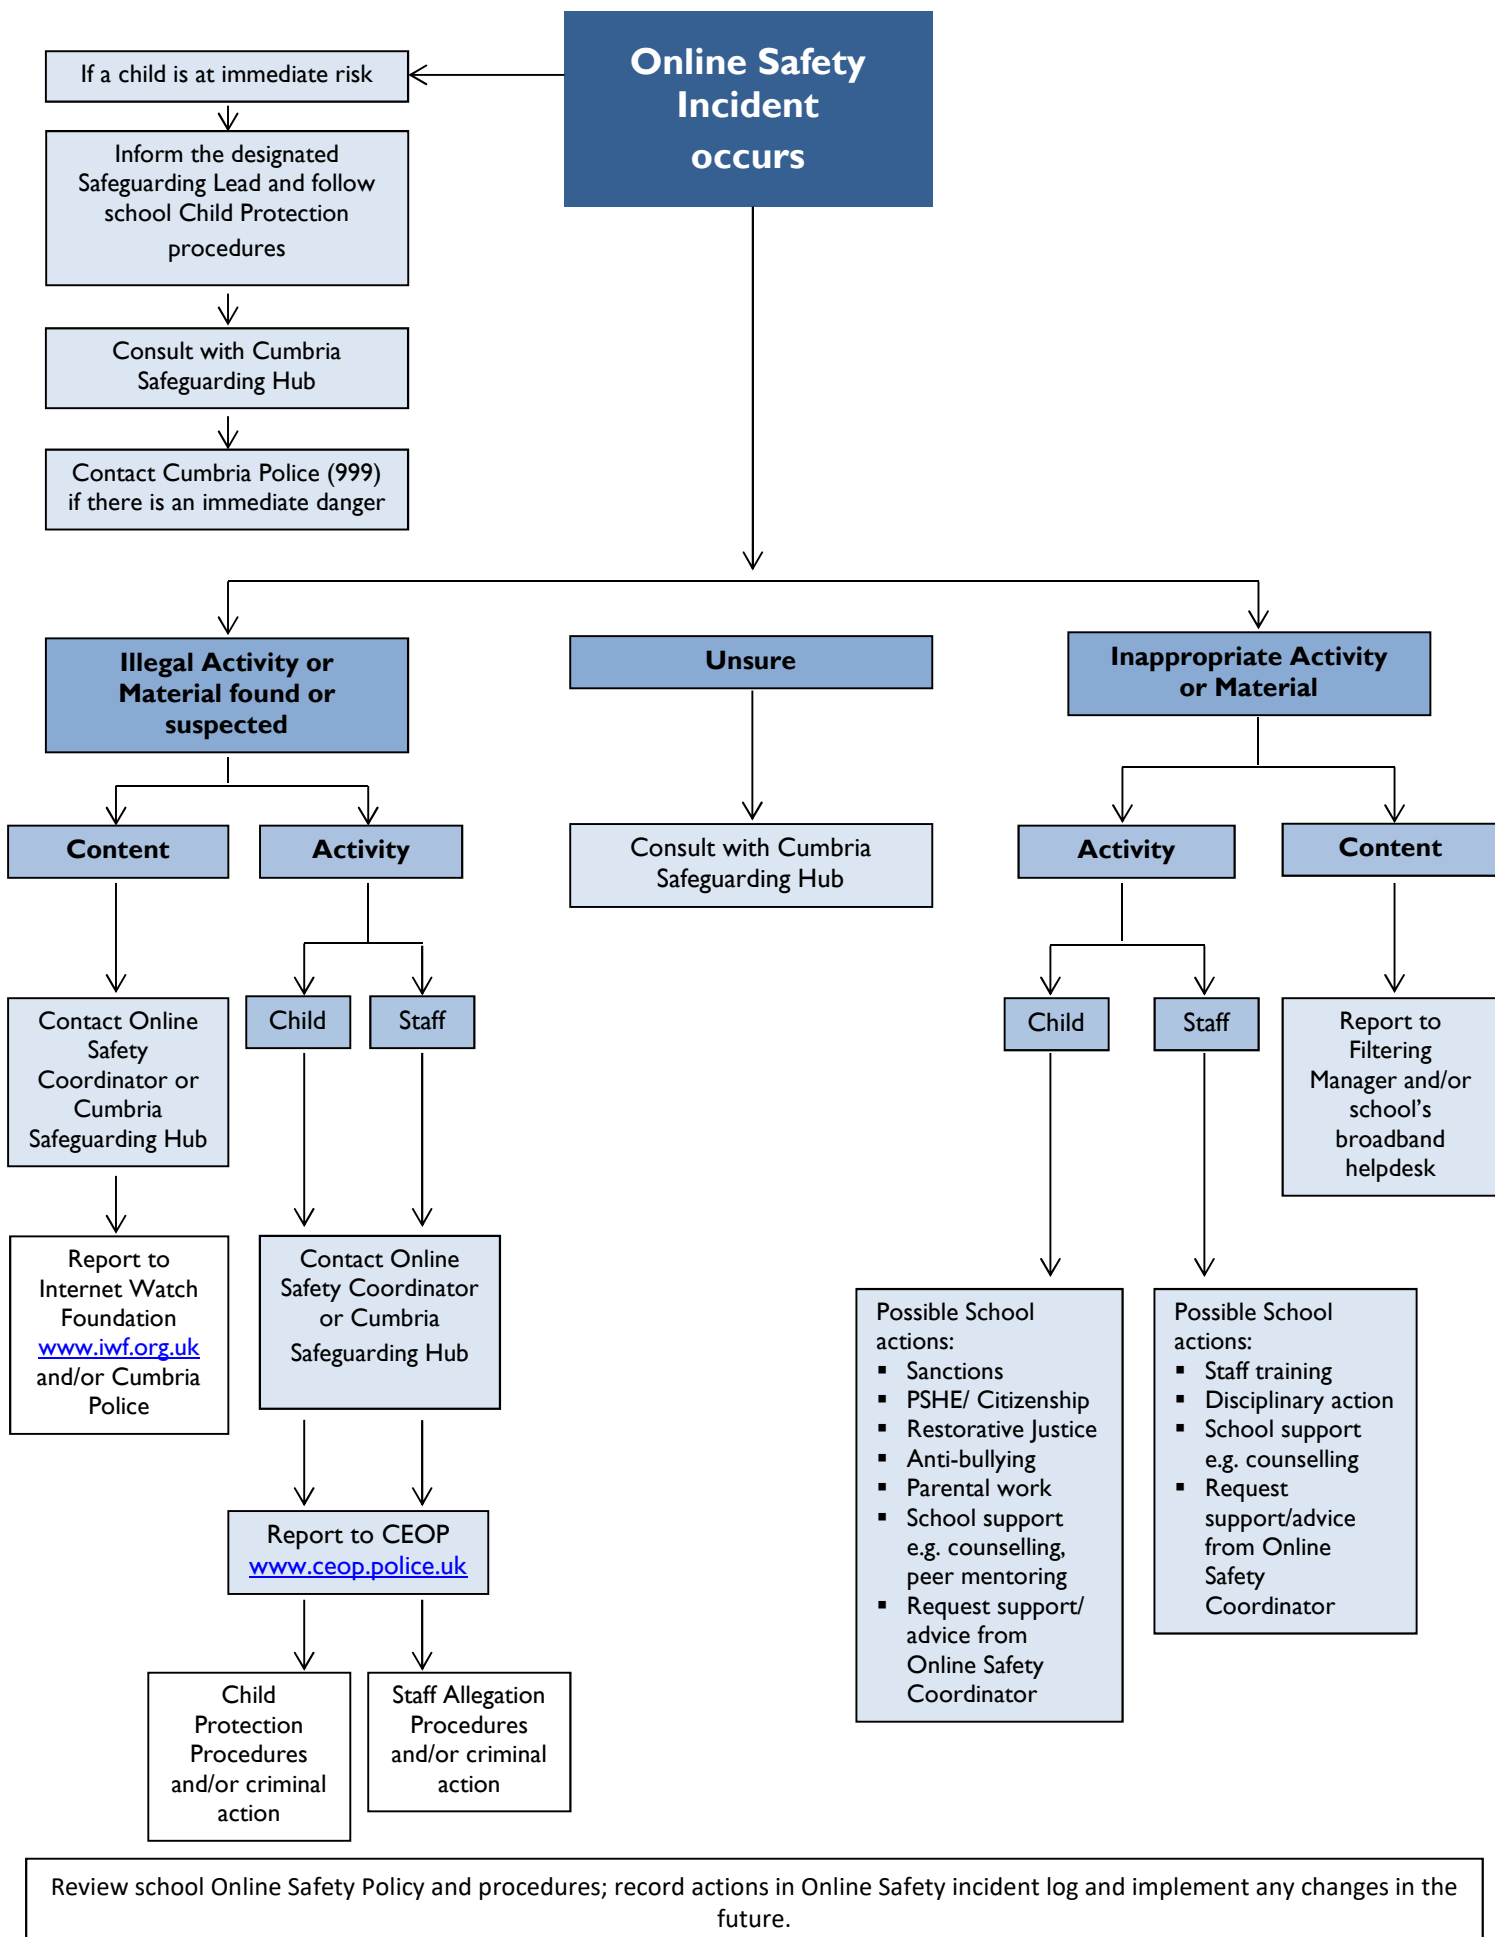 Online Safety
Incident
occurs
If a child is at immediate risk
Inform the designated
Safeguarding Lead and follow
school Child Protection
procedures
Consult with Cumbria
Safeguarding Hub
Contact Cumbria Police (999)
if there is an immediate danger
Illegal Activity or
Material found or
suspected
Unsure
Inappropriate Activity
or Material
Content
Activity
Consult with Cumbria
Safeguarding Hub
Activity
Content
Contact Online
Safety
Coordinator or
Cumbria
Safeguarding Hub
Child
Staff
Child
Staff
Report to
Filtering
Manager and/or
school’s
broadband
helpdesk
Report to
Internet Watch
Foundation
www.iwf.org.uk
and/or Cumbria
Police
Contact Online
Safety Coordinator
or Cumbria
Safeguarding Hub
Possible School
actions:
▪ Sanctions
▪ PSHE/ Citizenship
▪ Restorative Justice
▪ Anti-bullying
▪ Parental work
▪ School support
e.g. counselling,
peer mentoring
▪ Request support/
advice from
Online Safety
Coordinator
Possible School
actions:
▪ Staff training
▪ Disciplinary action
▪ School support
e.g. counselling
▪ Request
support/advice
from Online
Safety
Coordinator
Report to CEOP
www.ceop.police.uk
Child
Protection
Procedures
and/or criminal
action
Staff Allegation
Procedures
and/or criminal
action
Review school Online Safety Policy and procedures; record actions in Online Safety incident log and implement any changes in the
future.